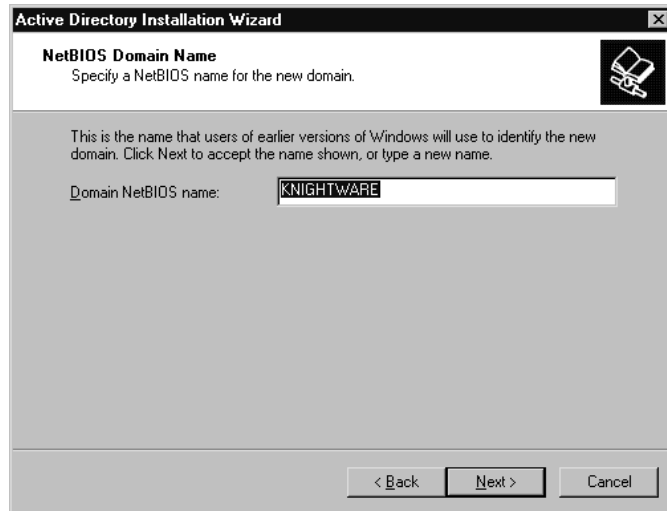 Active Directory Installation Wizard
NetBIOS Domain Name
Specify a NetBIOS name for the new domain.
This is the name that users of earlier versions of Windows will use to identify the new
domain. Click Next to accept the name shown, or type a new name.
Domain NetBIOS name:
KNIGHTWARE
< Back
Next >
Cancel